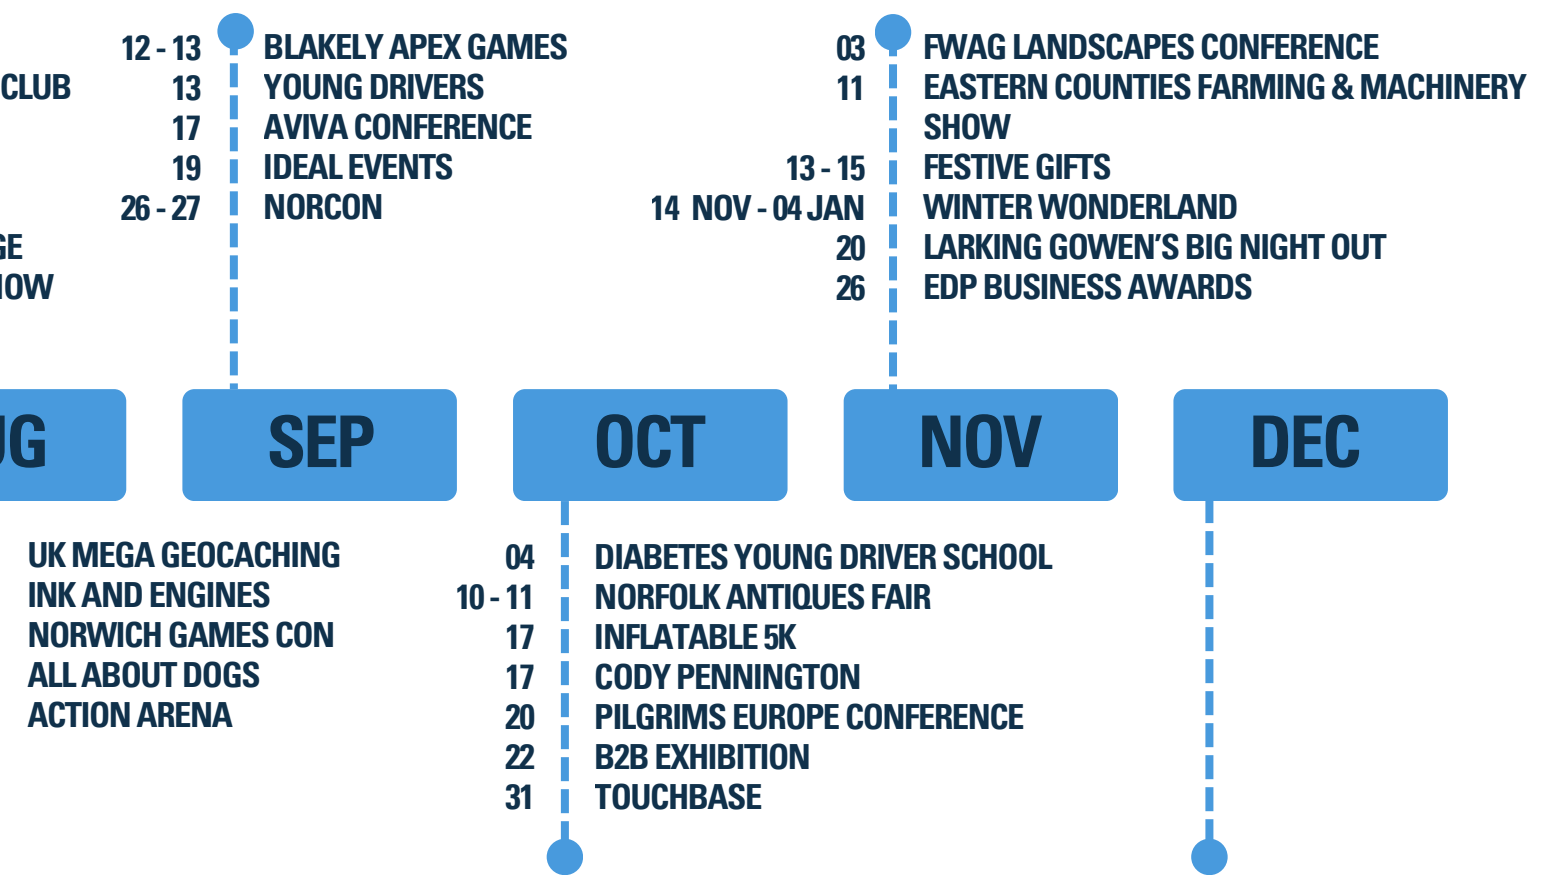 CLUB
12 - 13 BLAKELY APEX GAMES
13 YOUNG DRIVERS
17 AVIVA CONFERENCE
19 IDEAL EVENTS
26 - 27 NORCON
03 FWAG LANDSCAPES CONFERENCE
11 EASTERN COUNTIES FARMING & MACHINERY
SHOW
13 - 15 FESTIVE GIFTS
14 NOV - 04 JAN WINTER WONDERLAND
20 LARKING GOWEN'S BIG NIGHT OUT
26 EDP BUSINESS AWARDS
SEP
OCT
NOV
DEC
UK MEGA GEOCACHING
INK AND ENGINES
NORWICH GAMES CON
ALL ABOUT DOGS
ACTION ARENA
04 DIABETES YOUNG DRIVER SCHOOL
10 - 11 NORFOLK ANTIQUES FAIR
17 INFLATABLE 5K
17 CODY PENNINGTON
20 PILGRIMS EUROPE CONFERENCE
22 B2B EXHIBITION
31 TOUCHBASE